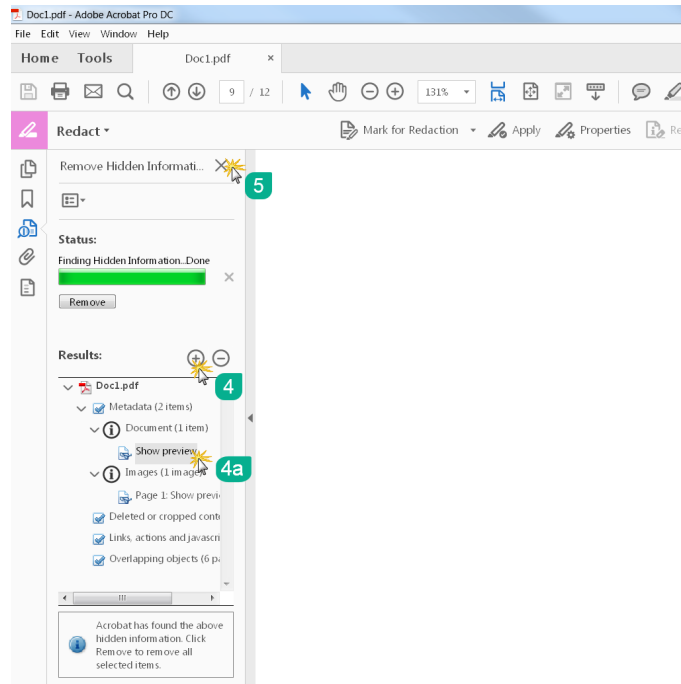 Doc1.pdf - Adobe Acrobat Pro DC
File Edit View Window Help
Home Tools Doc1.pdf ×
9 / 12 131%
Redact Mark for Redaction Apply Properties Re
Remove Hidden Informati...
5
Status:
Finding Hidden Information...Done
Remove
Results:
4
Doc1.pdf
Metadata (2 items)
Document (1 item)
Show preview
4a
Images (1 image)
Page 1: Show previ
Deleted or cropped conte
Links, actions and javascri
Overlapping objects (6 pa
Acrobat has found the above
hidden information. Click
Remove to remove all
selected items.